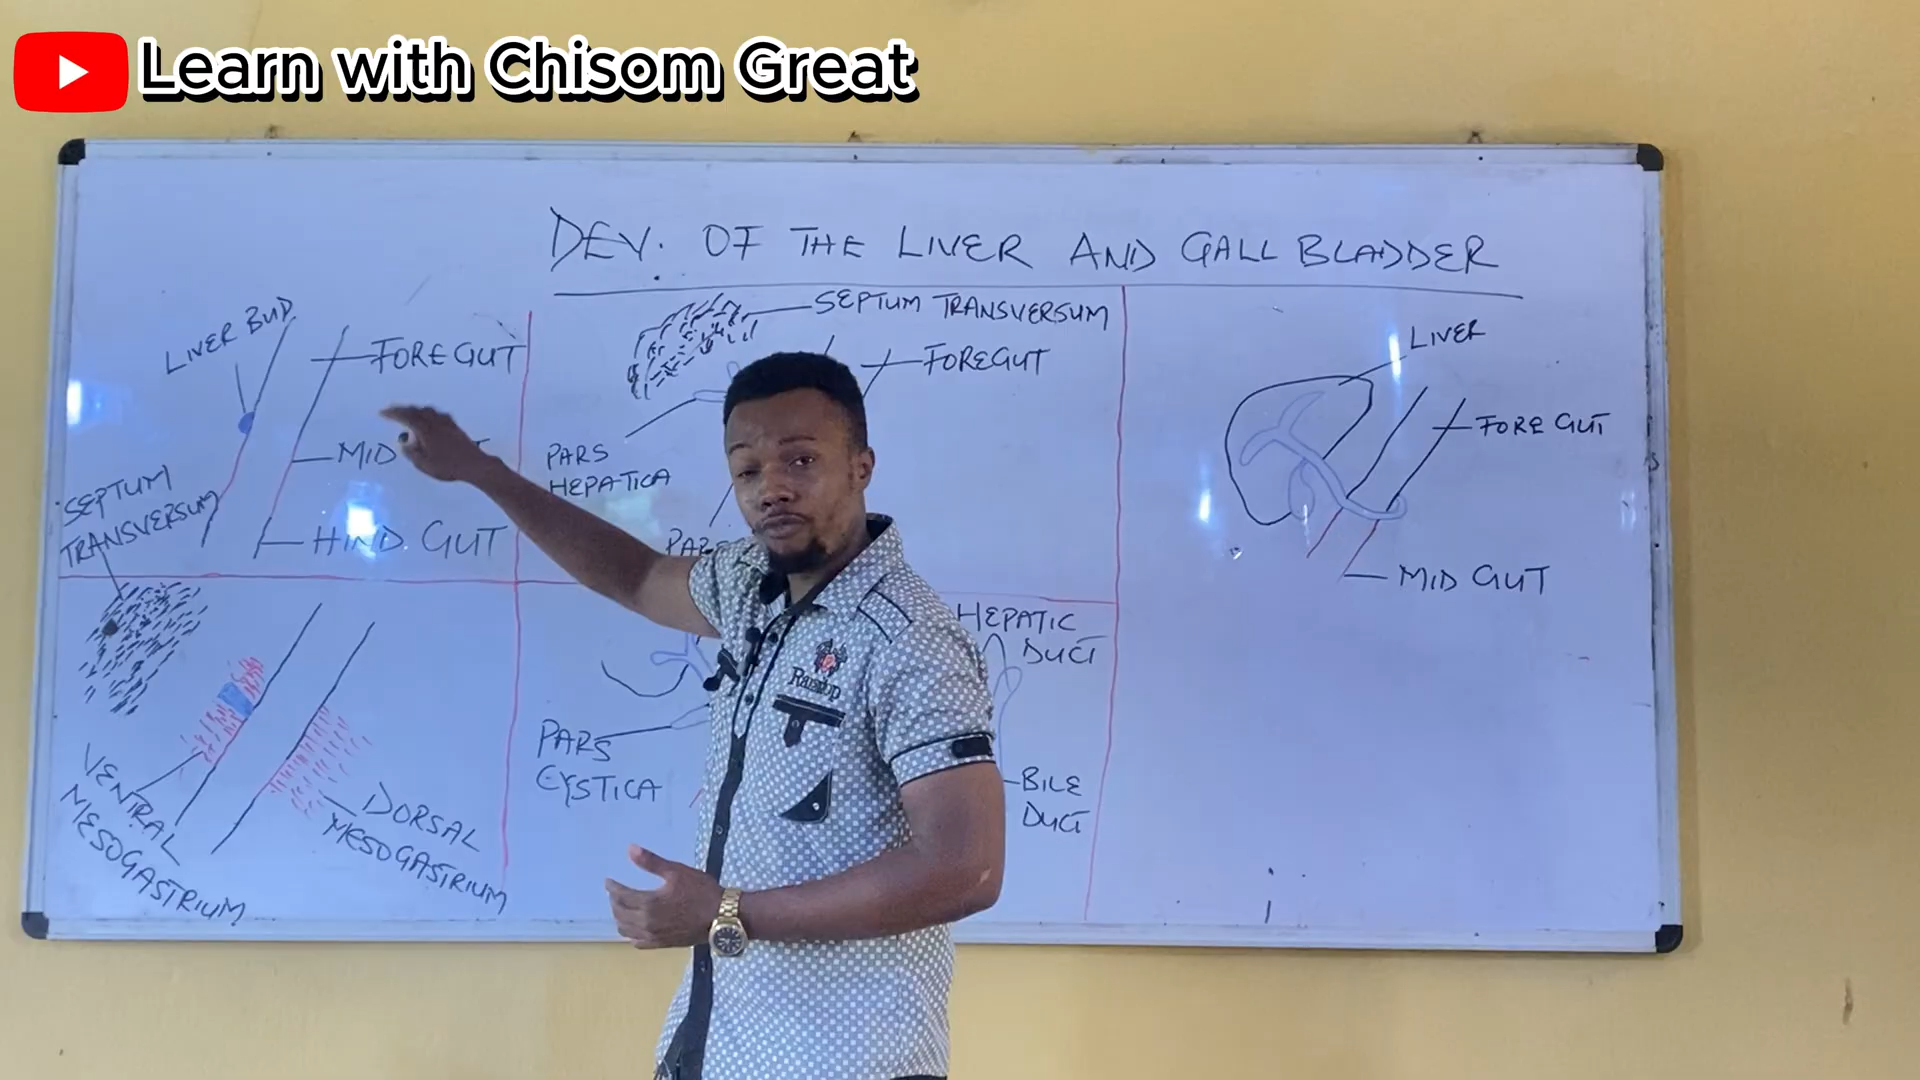 Learn with Chisom Great
DEV. OF THE LIVER AND GALL BLADDER
LIVER BUD
FOREGUT
MID
HIND GUT
SEPTUM
TRANSVERSUM
VENTRAL
MESOGASTRIUM
DORSAL
MESOGASTRIUM
SEPTUM TRANSVERSUM
FOREGUT
PARS
HEPATICA
PARS
CYSTICA
HEPATIC
DUCT
BILE
DUCT
LIVER
FORE GUT
MID GUT